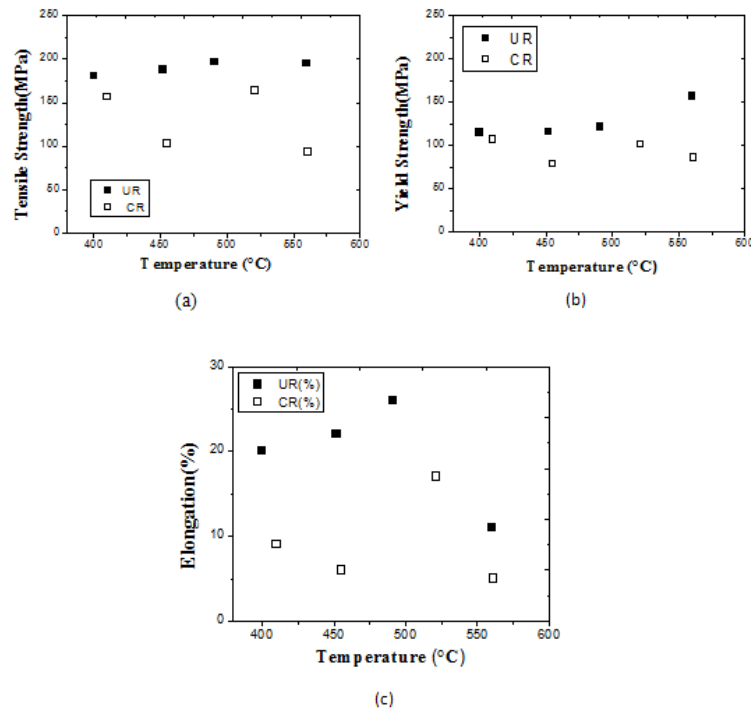 250
200
150
100
50
0
Tensile Strength(MPa)
UR
CR
400 450 500 550 600
Temperature (°C)
(a)
250
200
150
100
50
0
Yield Strength(MPa)
UR
CR
400 450 500 550 600
Temperature (°C)
(b)
30
20
10
0
Elongation(%)
UR(%)
CR(%)
400 450 500 550 600
Temperature (°C)
(c)